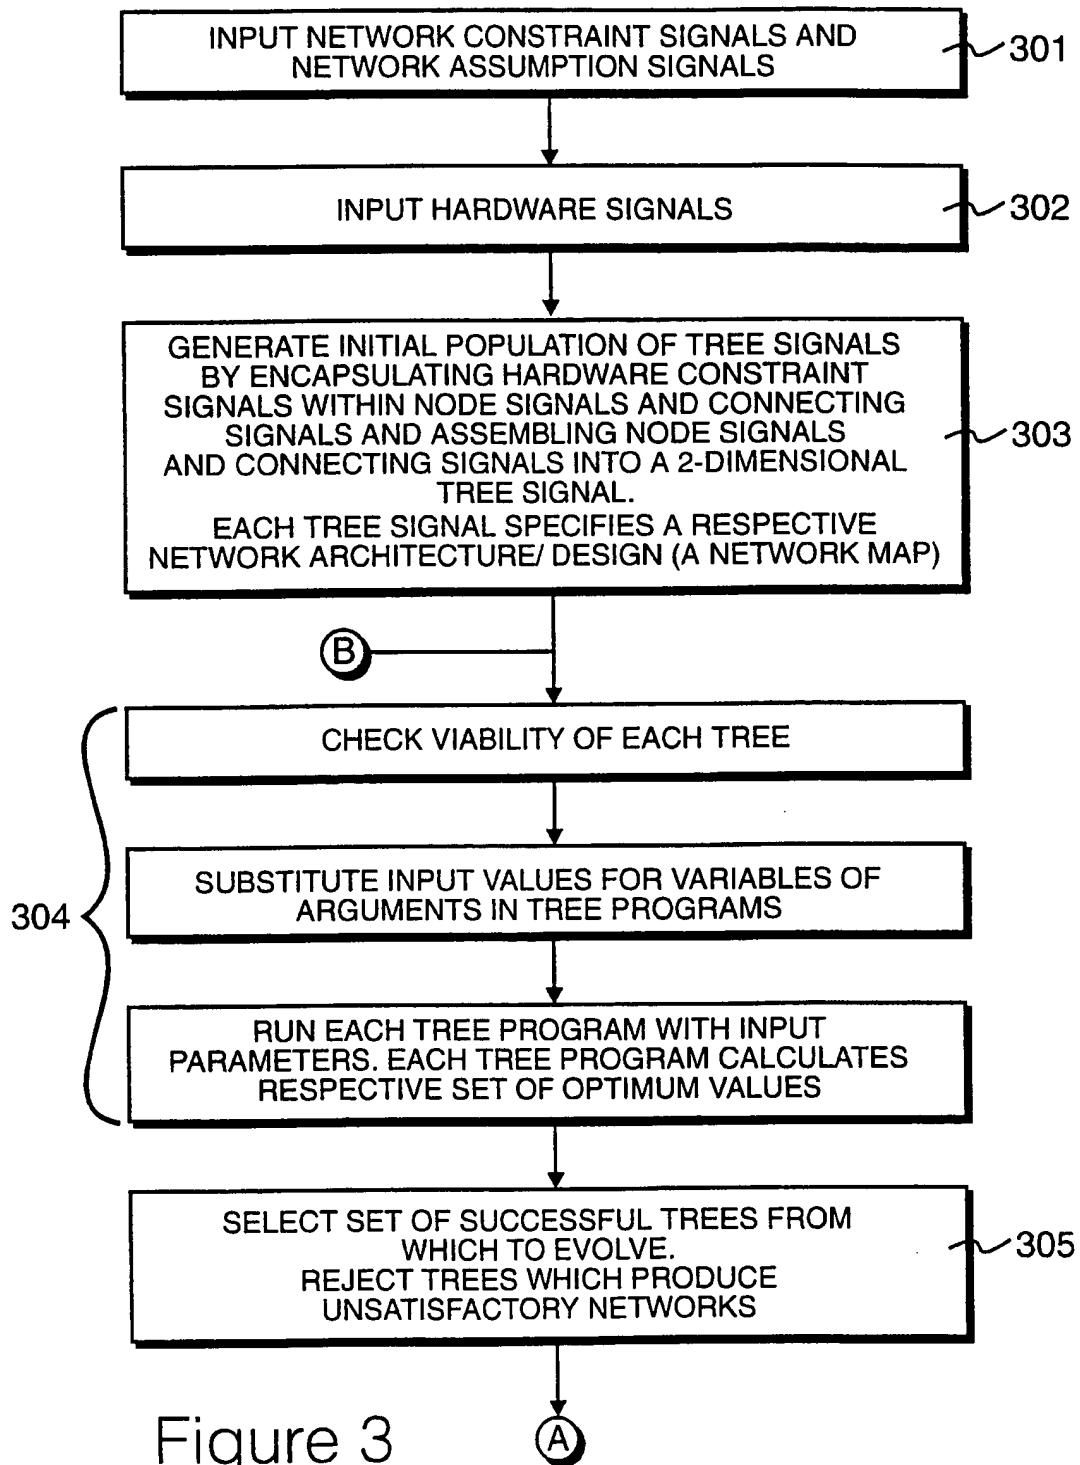 INPUT NETWORK CONSTRAINT SIGNALS AND
NETWORK ASSUMPTION SIGNALS
301
INPUT HARDWARE SIGNALS
302
GENERATE INITIAL POPULATION OF TREE SIGNALS
BY ENCAPSULATING HARDWARE CONSTRAINT
SIGNALS WITHIN NODE SIGNALS AND CONNECTING
SIGNALS AND ASSEMBLING NODE SIGNALS
AND CONNECTING SIGNALS INTO A 2-DIMENSIONAL
TREE SIGNAL.
EACH TREE SIGNAL SPECIFIES A RESPECTIVE
NETWORK ARCHITECTURE/ DESIGN (A NETWORK MAP)
303
B
CHECK VIABILITY OF EACH TREE
SUBSTITUTE INPUT VALUES FOR VARIABLES OF
ARGUMENTS IN TREE PROGRAMS
304
RUN EACH TREE PROGRAM WITH INPUT
PARAMETERS. EACH TREE PROGRAM CALCULATES
RESPECTIVE SET OF OPTIMUM VALUES
SELECT SET OF SUCCESSFUL TREES FROM
WHICH TO EVOLVE.
REJECT TREES WHICH PRODUCE
UNSATISFACTORY NETWORKS
305
A
Figure 3